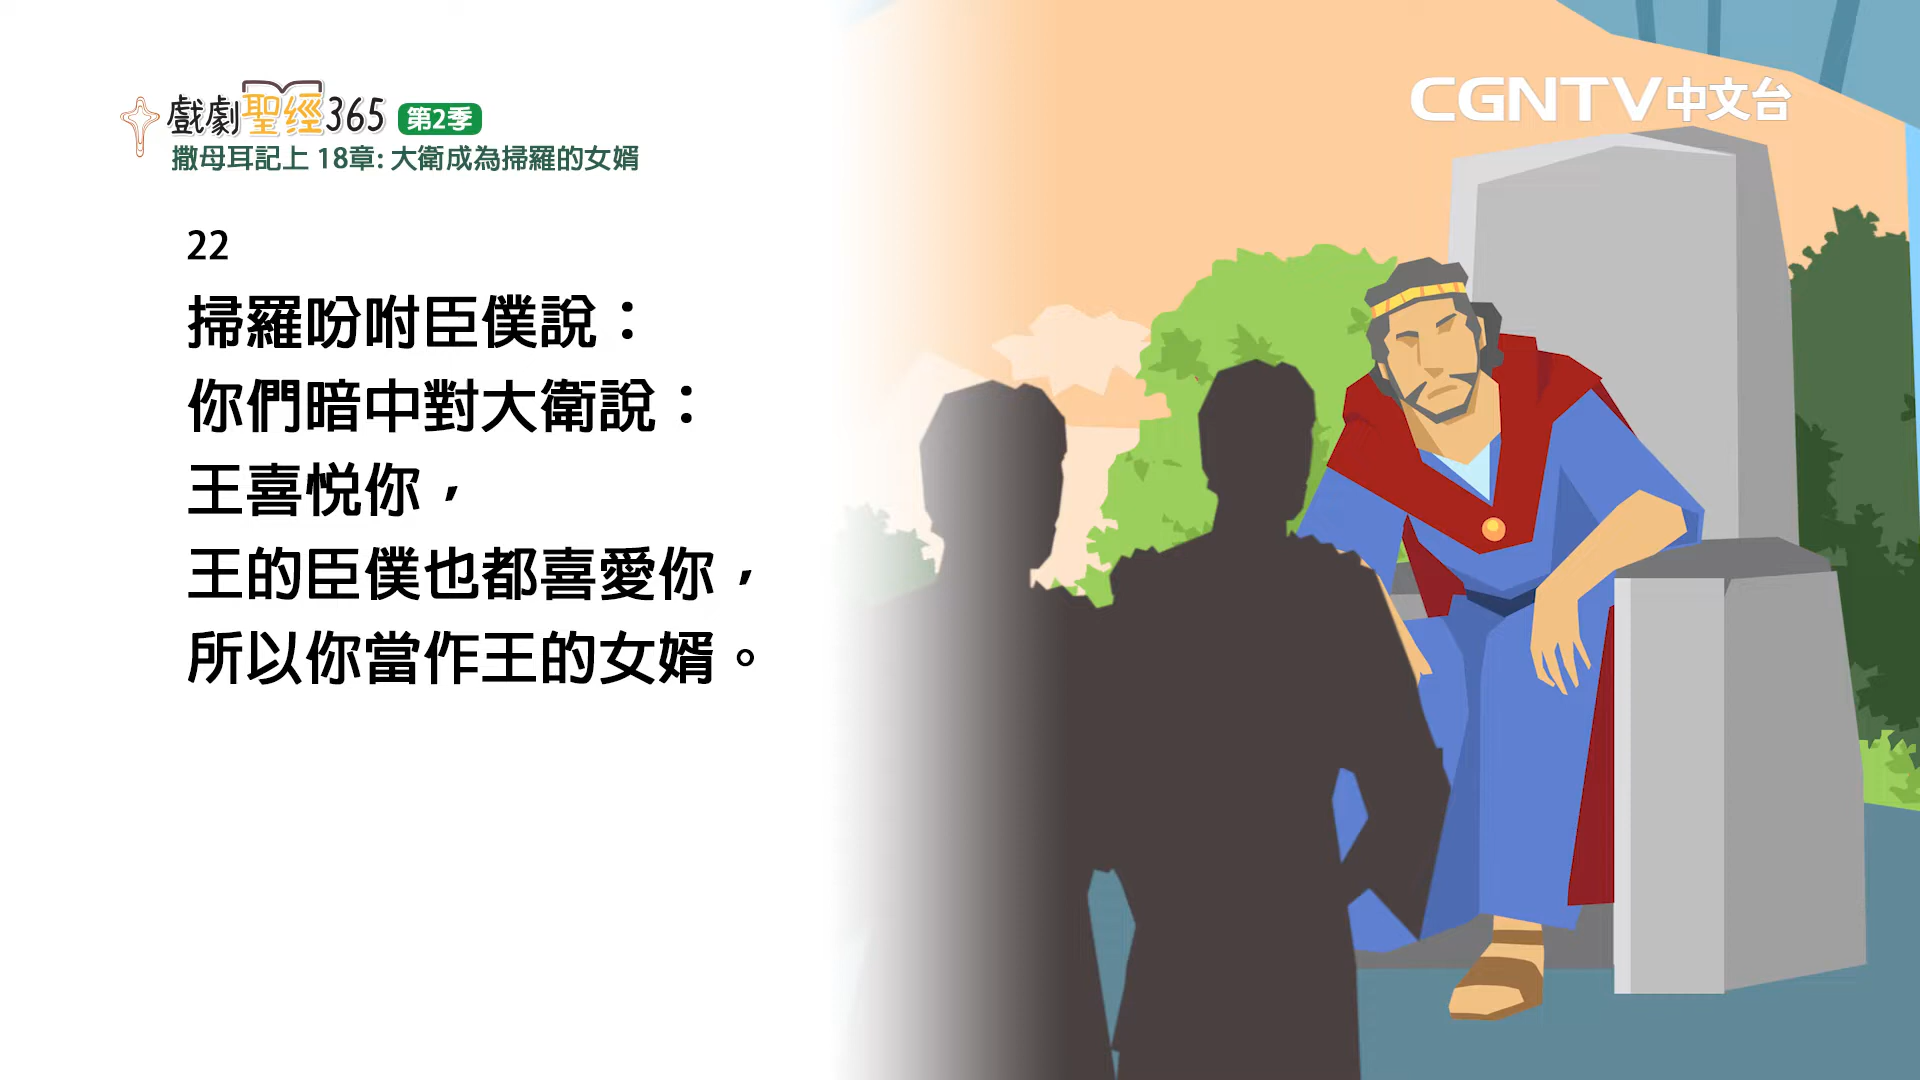 戲劇聖經365 第2季
CGNTV中文台
撒母耳記上 18章: 大衛成為掃羅的女婿
22
掃羅吩咐臣僕說：
你們暗中對大衛說：
王喜悅你，
王的臣僕也都喜愛你，
所以你當作王的女婿。